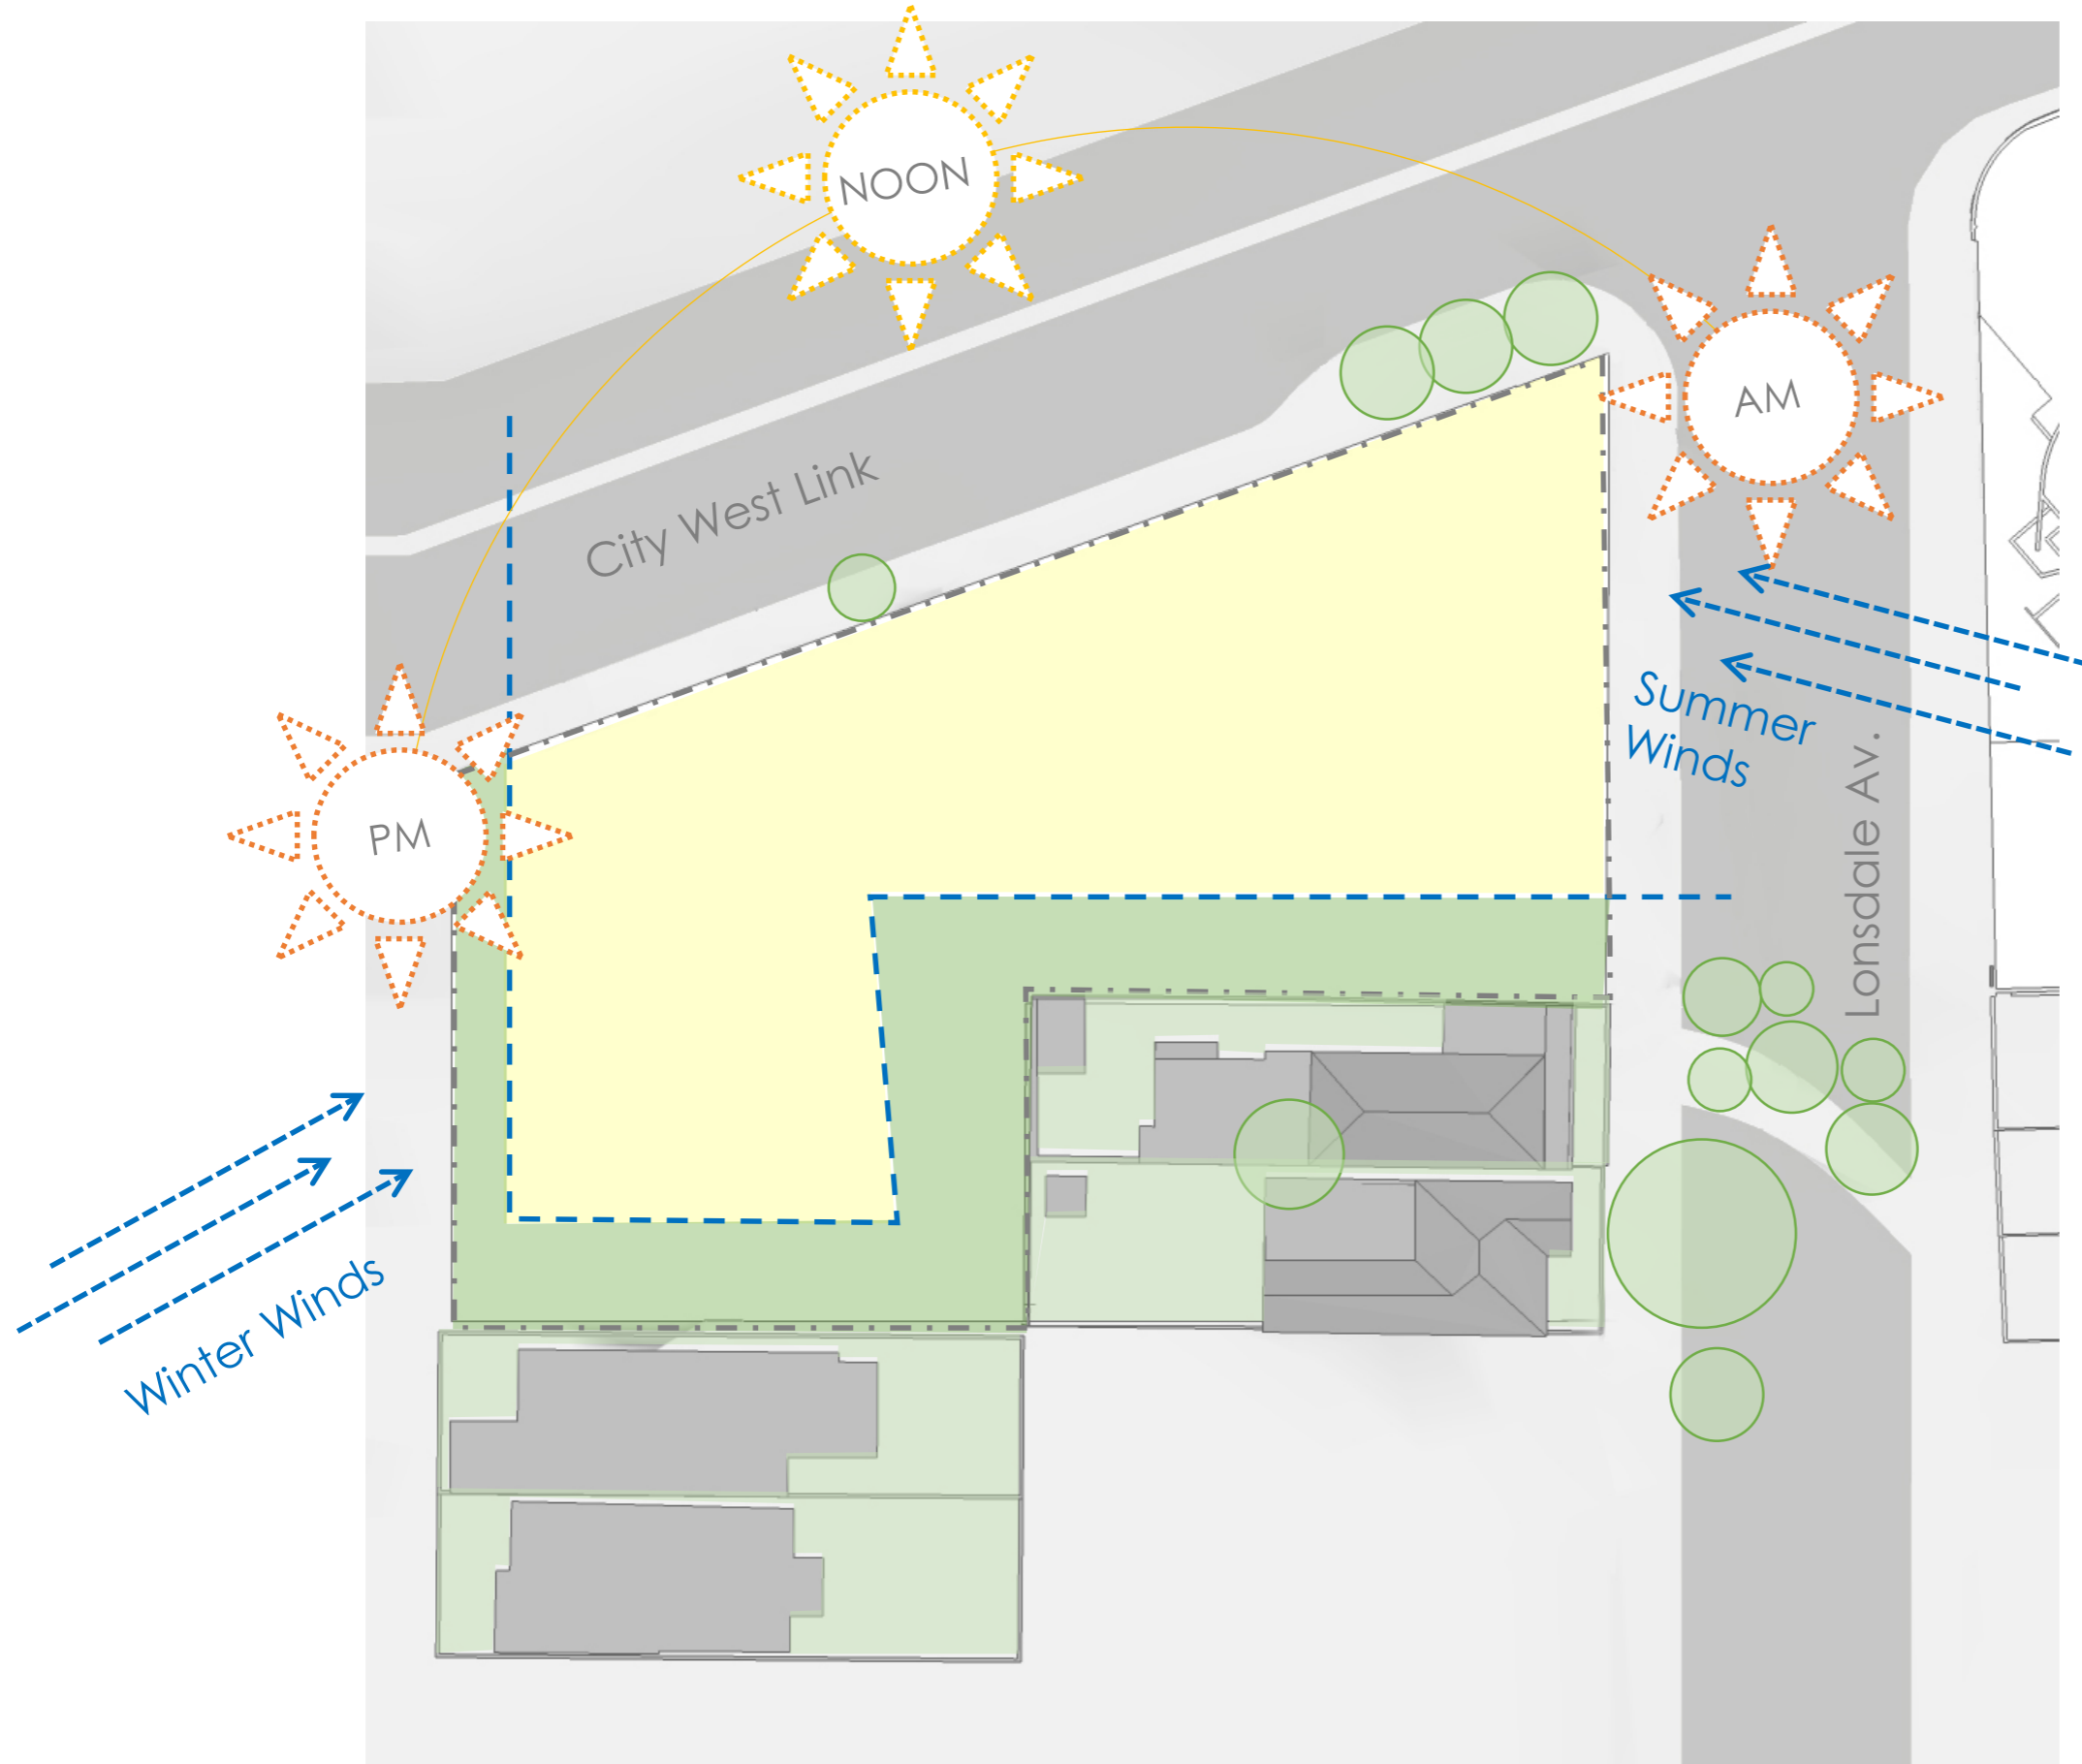 NOON
AM
City West Link
Summer
Winds
Lonsdale Av.
PM
Winter Winds